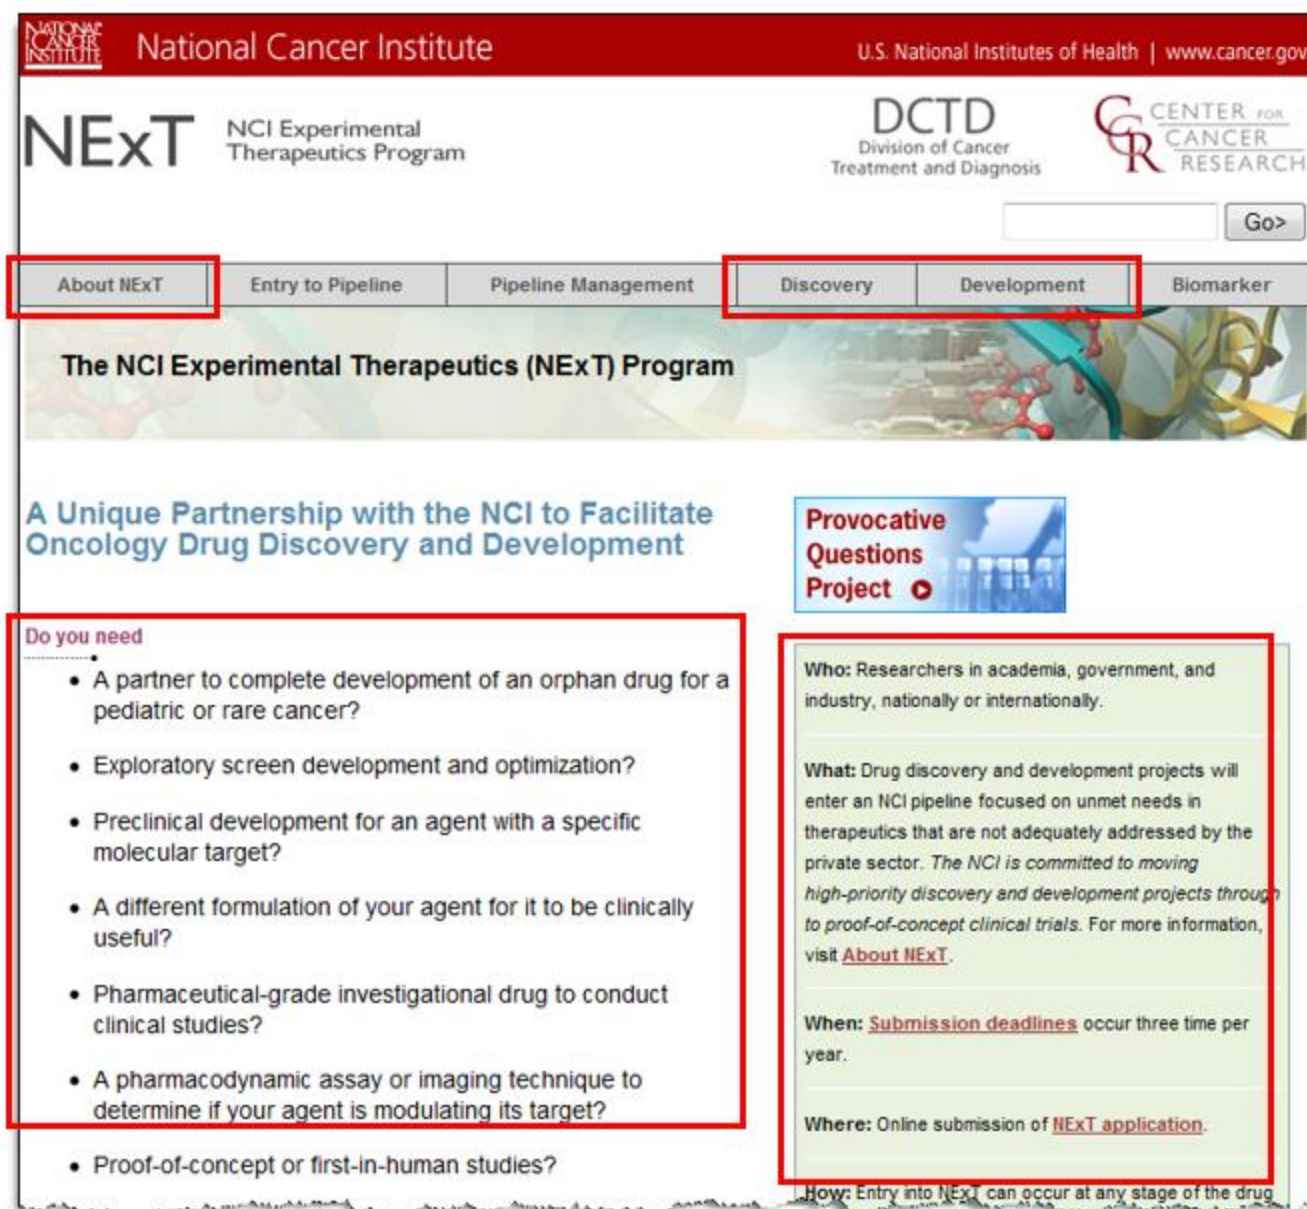 NATIONAL
CANCER
INSTITUTE
National Cancer Institute
U.S. National Institutes of Health | www.cancer.gov
NExT
NCI Experimental
Therapeutics Program
DCTD
Division of Cancer
Treatment and Diagnosis
CCR
CENTER FOR
CANCER
RESEARCH
Go>
About NExT
Entry to Pipeline
Pipeline Management
Discovery
Development
Biomarker
The NCI Experimental Therapeutics (NExT) Program
A Unique Partnership with the NCI to Facilitate
Oncology Drug Discovery and Development
Provocative
Questions
Project
Do you need
• A partner to complete development of an orphan drug for a
pediatric or rare cancer?
• Exploratory screen development and optimization?
• Preclinical development for an agent with a specific
molecular target?
• A different formulation of your agent for it to be clinically
useful?
• Pharmaceutical-grade investigational drug to conduct
clinical studies?
• A pharmacodynamic assay or imaging technique to
determine if your agent is modulating its target?
• Proof-of-concept or first-in-human studies?
Who: Researchers in academia, government, and
industry, nationally or internationally.
What: Drug discovery and development projects will
enter an NCI pipeline focused on unmet needs in
therapeutics that are not adequately addressed by the
private sector. The NCI is committed to moving
high-priority discovery and development projects through
to proof-of-concept clinical trials. For more information,
visit About NExT.
When: Submission deadlines occur three time per
year.
Where: Online submission of NExT application.
How: Entry into NExT can occur at any stage of the drug